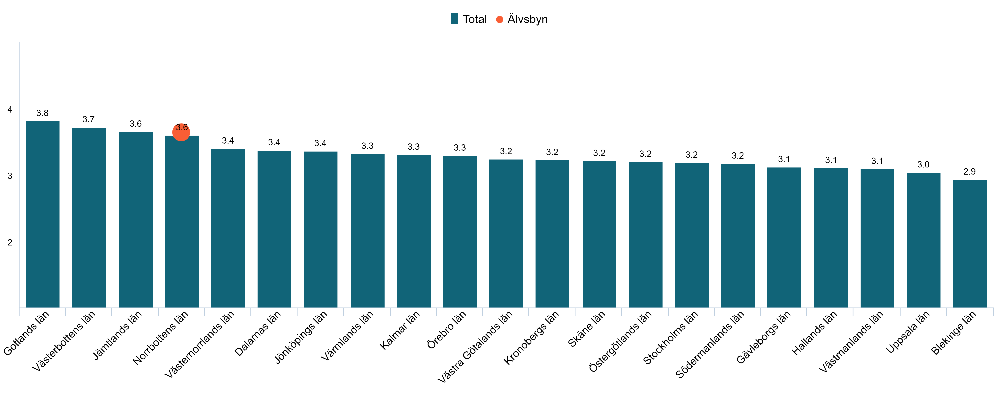 Total Älvsbyn
4
3
2
3.8 3.7 3.6 3.6 3.4 3.4 3.4 3.3 3.3 3.3 3.2 3.2 3.2 3.2 3.2 3.2 3.1 3.1 3.1 3.0 2.9
Gotlands län
Västerbottens län
Jämtlands län
Norrbottens län
Västernorrlands län
Dalarnas län
Jönköpings län
Värmlands län
Kalmar län
Örebro län
Västra Götalands län
Kronobergs län
Skåne län
Östergötlands län
Stockholms län
Södermanlands län
Gävleborgs län
Hallands län
Västmanlands län
Uppsala län
Blekinge län